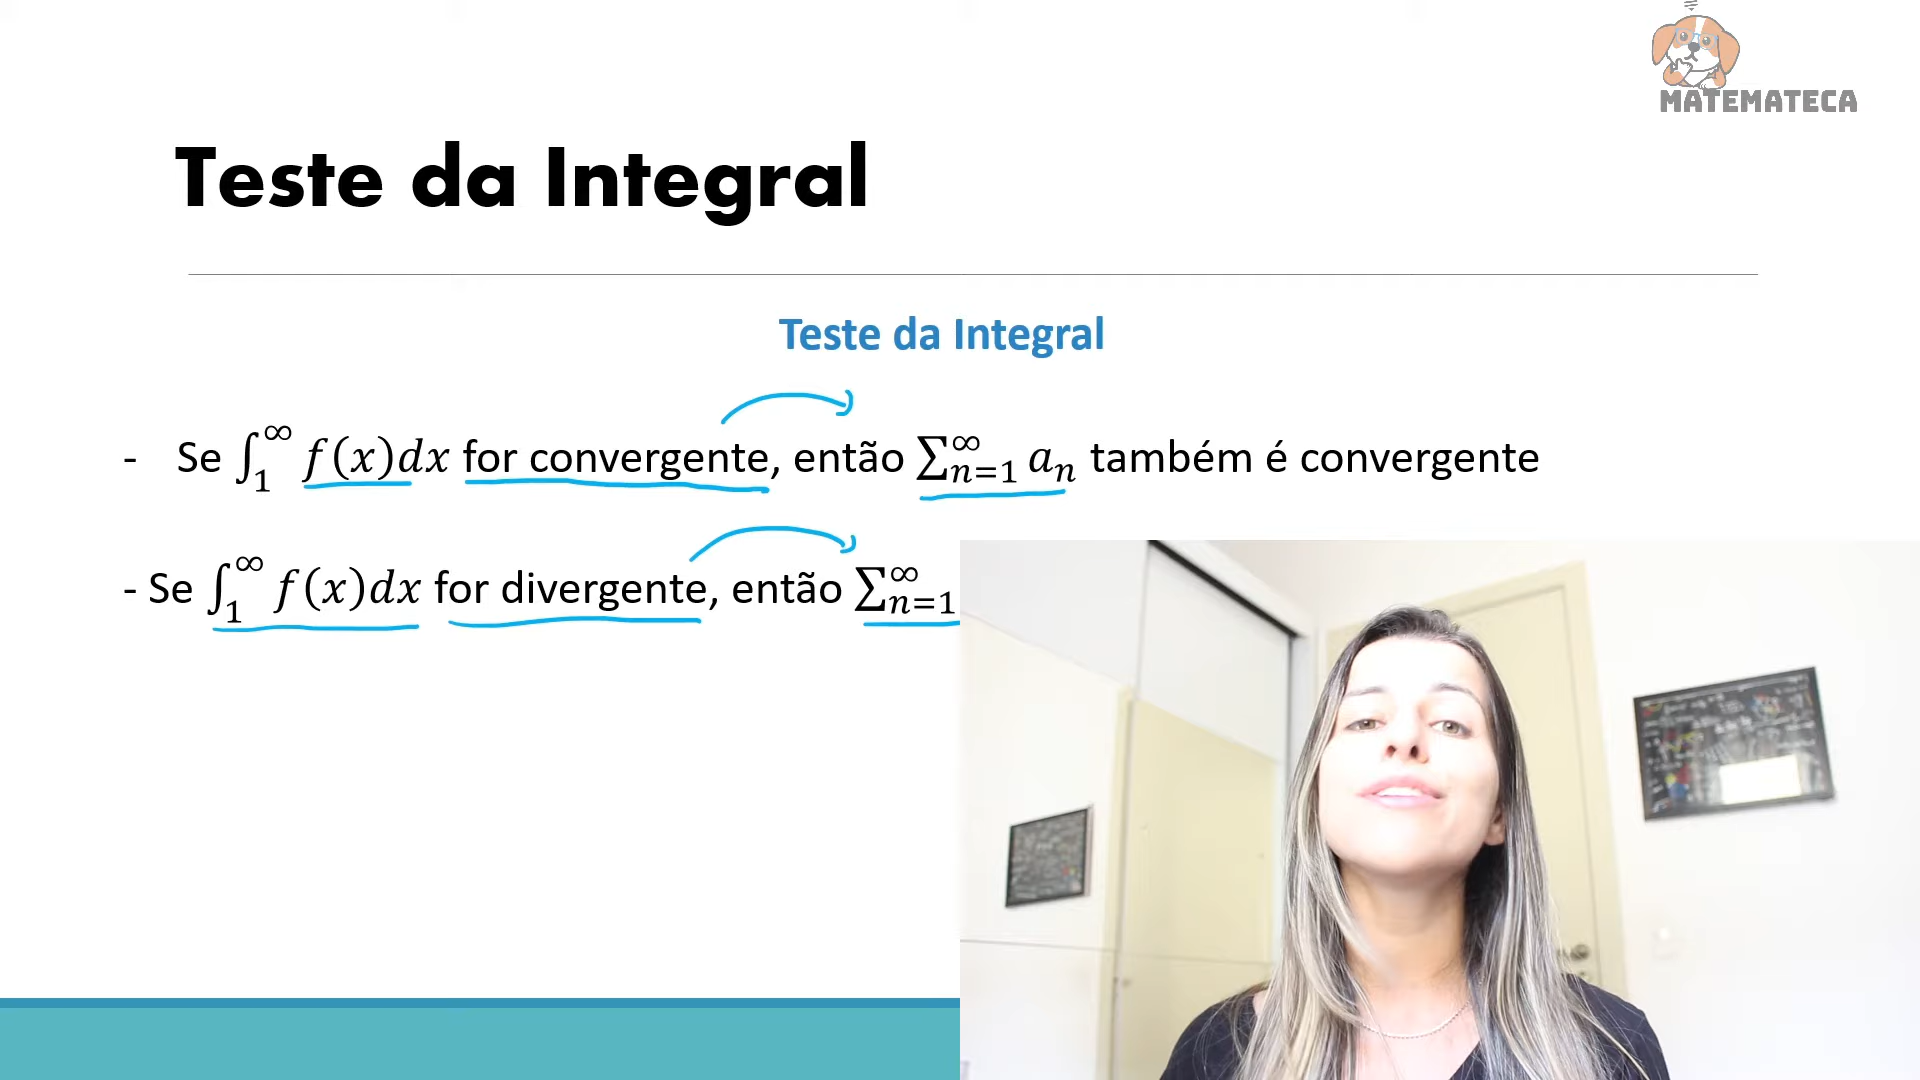 MATEMATECA
Teste da Integral
Teste da Integral
- Se ∫₁^∞ f(x)dx for convergente, então ∑ₙ₌₁^∞ aₙ também é convergente
- Se ∫₁^∞ f(x)dx for divergente, então ∑ₙ₌₁^∞